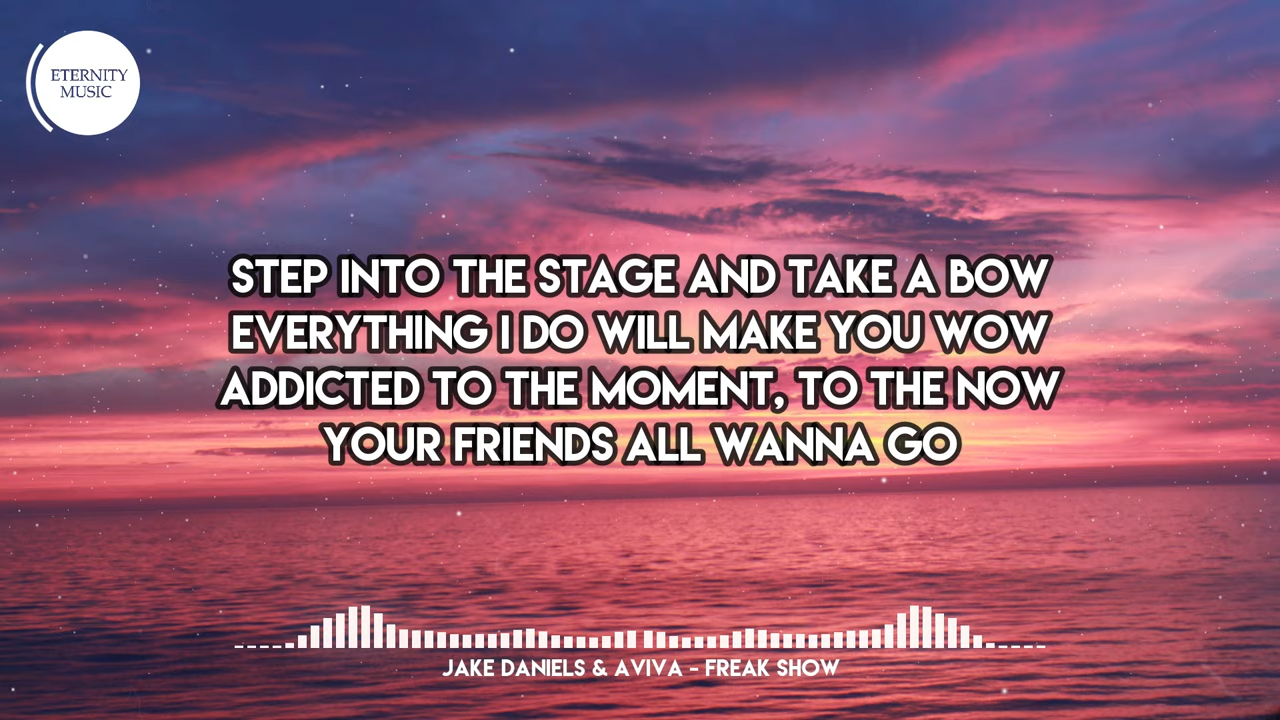 ETERNITY
MUSIC
STEP INTO THE STAGE AND TAKE A BOW
EVERYTHING I DO WILL MAKE YOU WOW
ADDICTED TO THE MOMENT, TO THE NOW
YOUR FRIENDS ALL WANNA GO
JAKE DANIELS & AVIVA - FREAK SHOW